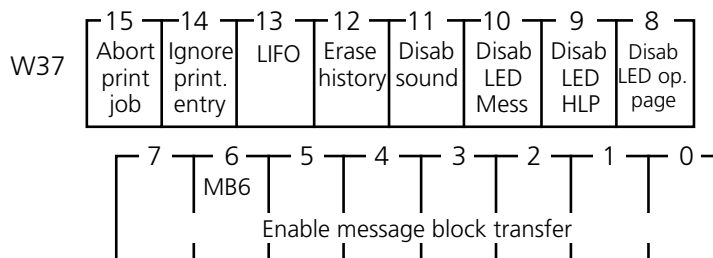 15 14 13 12 11 10 9 8
W37
Abort print job
Ignore print. entry
LIFO
Erase history
Disab sound
Disab LED Mess
Disab LED HLP
Disab LED op. page
7 6 5 4 3 2 1 0
MB6
Enable message block transfer